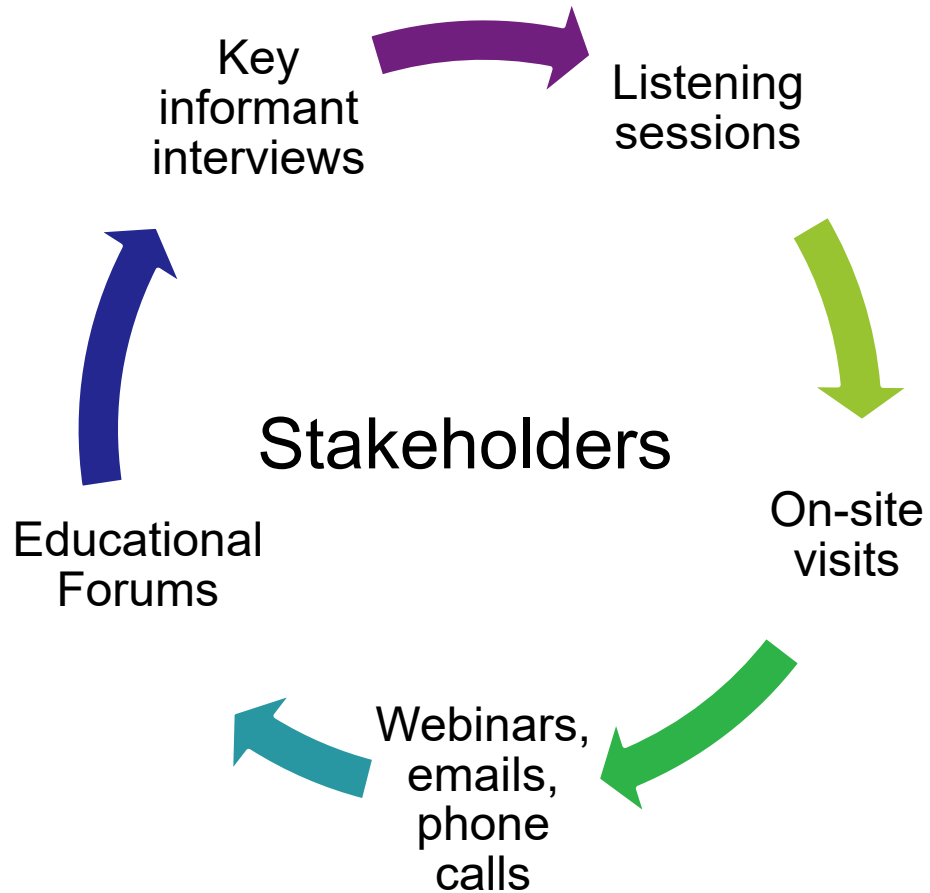 Key
informant
interviews
Listening
sessions
Stakeholders
On-site
visits
Educational
Forums
Webinars,
emails,
phone
calls